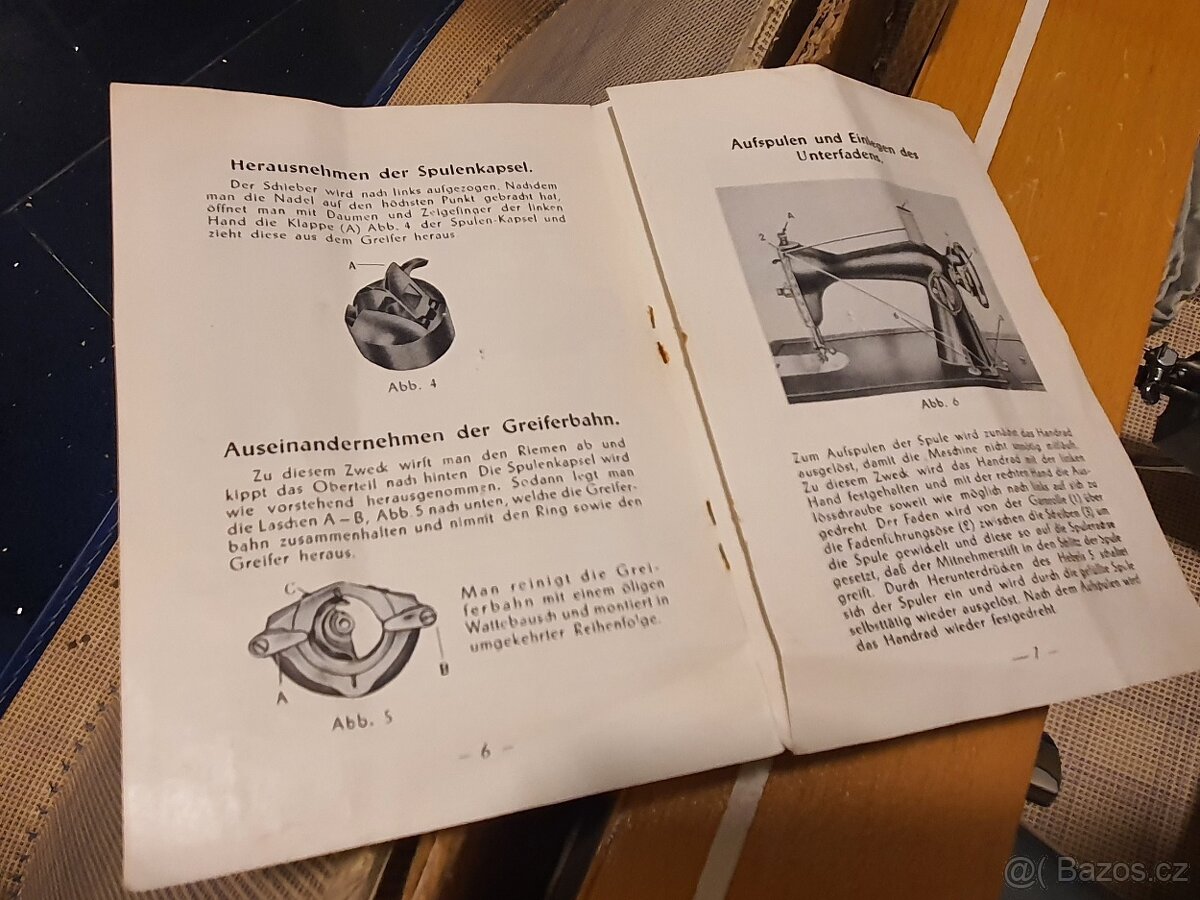 Herausnehmen der Spulenkapsel.
Der Schieber wird nach links aufgezogen. Nachdem
man die Nadel auf den höchsten Punkt gebracht hat,
öffnet man mit Daumen und Zeigefinger der linken
Hand die Klappe (A) Abb. 4 der Spulen-Kapsel und
zieht diese aus dem Greifer heraus.
A
Abb. 4
Auseinandernehmen der Greiferbahn.
Zu diesem Zweck wirft man den Riemen ab und
kippt das Oberteil nach hinten Die Spulenkapsel wird
wie vorstehend herausgenommen. Sodann legt man
die Laschen A – B, Abb. 5 nach unten, welche die Greifer-
bahn zusammenhalten und nimmt den Ring sowie den
Greifer heraus.
C
A
B
Abb. 5
Man reinigt die Grei-
ferbahn mit einem öligen
Wattebausch und montiert in
umgekehrter Reihenfolge.
– 6 –
Aufspulen und Einlegen des
Unterfadens.
2
A
Abb. 6
Zum Aufspulen der Spule wird zunächst das Handrad
ausgelöst, damit die Maschine nicht unnötig mitläuft.
Zu diesem Zweck wird das Handrad mit der linken
Hand festgehalten und mit der rechten Hand die Aus-
lösschraube soweit wie möglich nach links auf sich zu
gedreht. Der Faden wird von der Garnrolle (1) über
die Fadenführungsöse (2) zwischen die Scheiben (3) um
die Spule gewickelt und diese so auf die Spulerachse
gesetzt, daß der Mitnehmerstift in den Schlitz der Spule
greift. Durch Herunterdrücken des Hebels 5 schaltet
sich der Spuler ein und wird durch die gefüllte Spule
selbsttätig wieder ausgelöst. Nach dem Aufspulen wird
das Handrad wieder festgedreht.
– 7 –
@( Bazos.cz